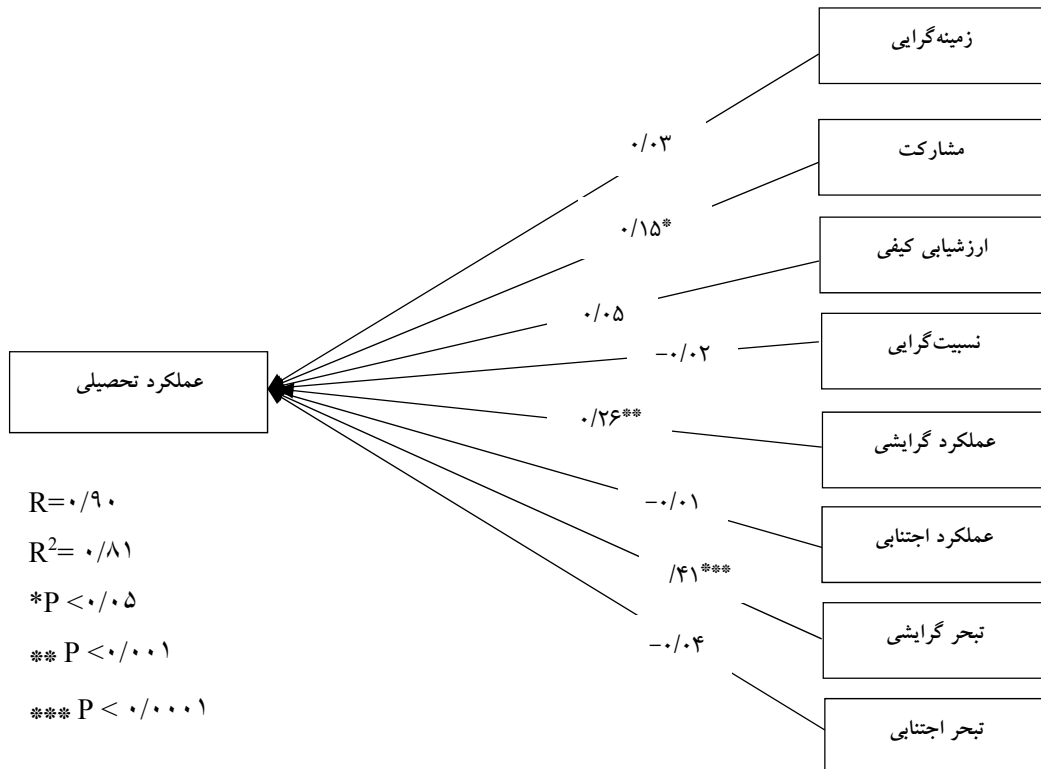 زمینه‌گرایی
۰/۰۳
مشارکت
۰/۱۵*
ارزشیابی کیفی
۰/۰۵
نسبیت‌گرایی
−۰/۰۲
عملکرد تحصیلی
عملکرد گرایشی
۰/۲۶**
عملکرد اجتنابی
−۰/۰۱
تبحر گرایشی
/۴۱***
تبحر اجتنابی
−۰/۰۴
R=۰/۹۰
R²= ۰/۸۱
*P <۰/۰۵
** P <۰/۰۰۱
*** P < ۰/۰۰۰۱